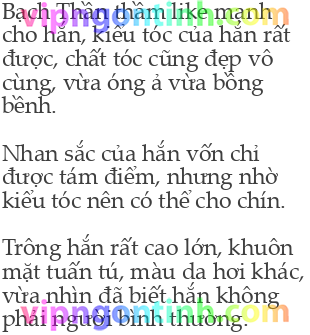 Bạch Thần thầm like mạnh
cho hắn, kiểu tóc của hắn rất
được, chất tóc cũng đẹp vô
cùng, vừa óng ả vừa bồng
bềnh.
Nhan sắc của hắn vốn chỉ
được tám điểm, nhưng nhờ
kiểu tóc nên có thể cho chín.
Trông hắn rất cao lớn, khuôn
mặt tuấn tú, màu da hơi khác,
vừa nhìn đã biết hắn không
phải người bình thường.
vipngontinh.com
vipngontinh.com